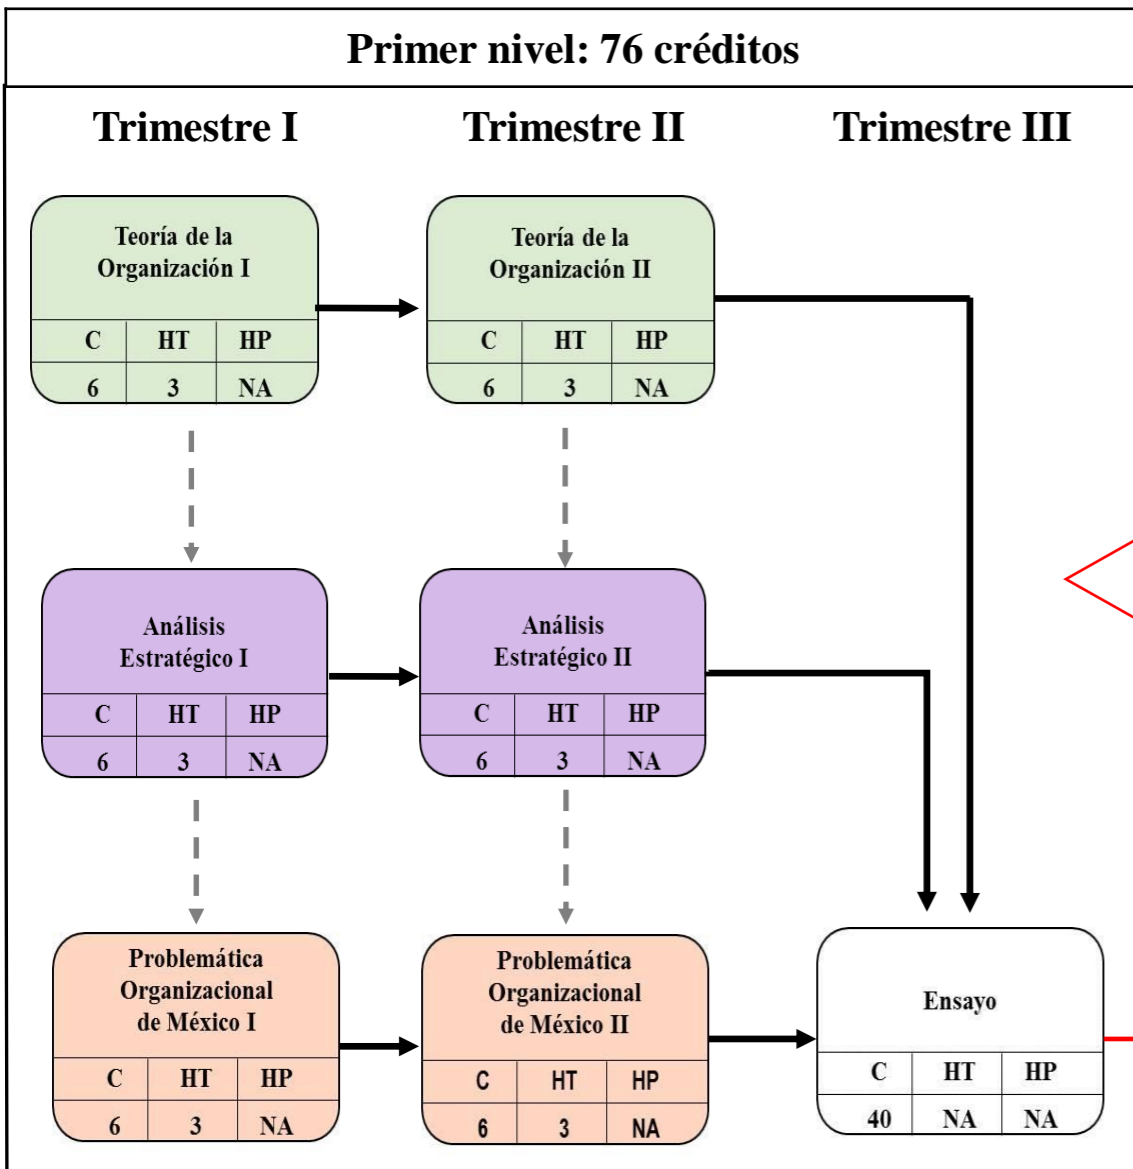 Primer nivel: 76 créditos
Trimestre I
Trimestre II
Trimestre III
Teoría de la
Organización I
C HT HP
6 3 NA
Teoría de la
Organización II
C HT HP
6 3 NA
Análisis
Estratégico I
C HT HP
6 3 NA
Análisis
Estratégico II
C HT HP
6 3 NA
Problemática
Organizacional
de México I
C HT HP
6 3 NA
Problemática
Organizacional
de México II
C HT HP
6 3 NA
Ensayo
C HT HP
40 NA NA